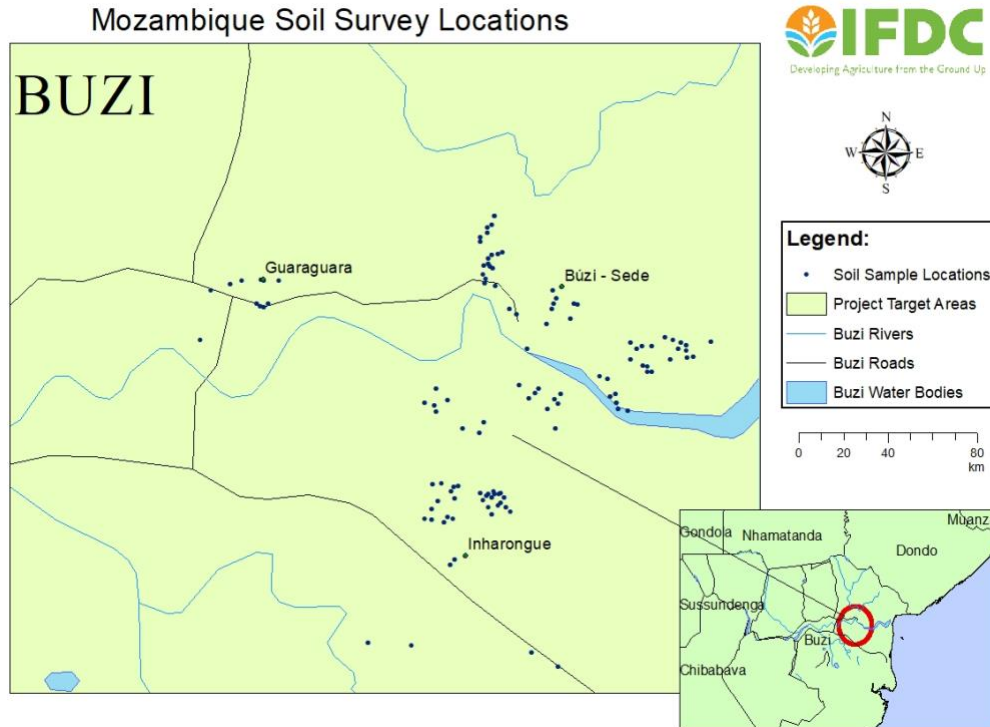 Mozambique Soil Survey Locations
IFDC
Developing Agriculture from the Ground Up
BUZI
N
W E
S
Guaraguara
Búzi - Sede
Inharongue
Legend:
Soil Sample Locations
Project Target Areas
Buzi Rivers
Buzi Roads
Buzi Water Bodies
0 20 40 80
km
Gondola
Nhamatanda
Muanz
Dondo
Sussundenga
Buzi
Chibabava